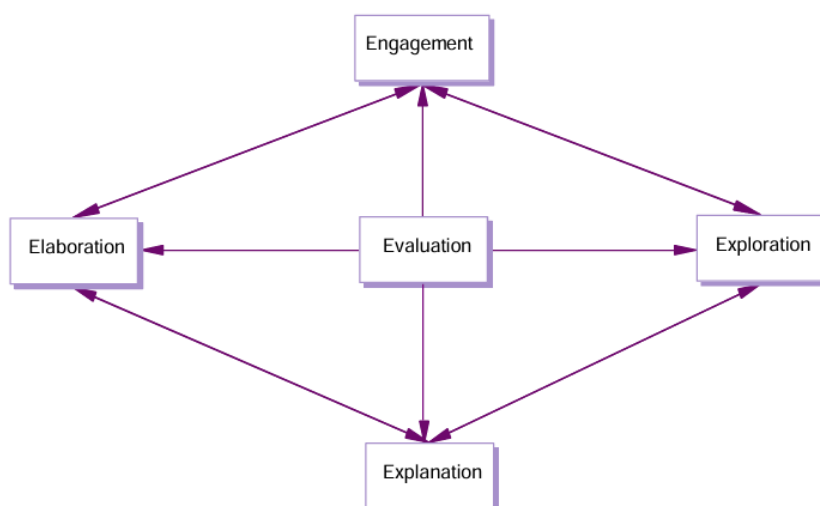 Engagement
Elaboration
Evaluation
Exploration
Explanation